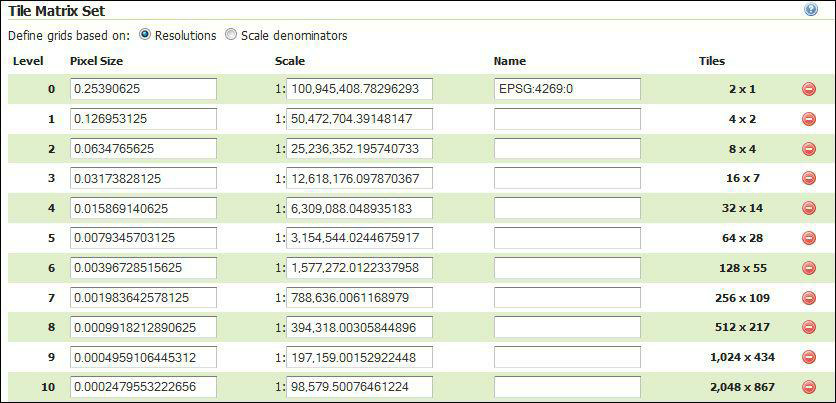 Tile Matrix Set
Define grids based on: Resolutions Scale denominators
Level Pixel Size Scale Name Tiles
0 0.25390625 1: 100,945,408.78296293 EPSG:4269:0 2 x 1
1 0.126953125 1: 50,472,704.39148147 4 x 2
2 0.0634765625 1: 25,236,352.195740733 8 x 4
3 0.03173828125 1: 12,618,176.097870367 16 x 7
4 0.015869140625 1: 6,309,088.048935183 32 x 14
5 0.0079345703125 1: 3,154,544.0244675917 64 x 28
6 0.00396728515625 1: 1,577,272.0122337958 128 x 55
7 0.001983642578125 1: 788,636.0061168979 256 x 109
8 0.0009918212890625 1: 394,318.00305844896 512 x 217
9 0.0004959106445312 1: 197,159.00152922448 1,024 x 434
10 0.0002479553222656 1: 98,579.50076461224 2,048 x 867